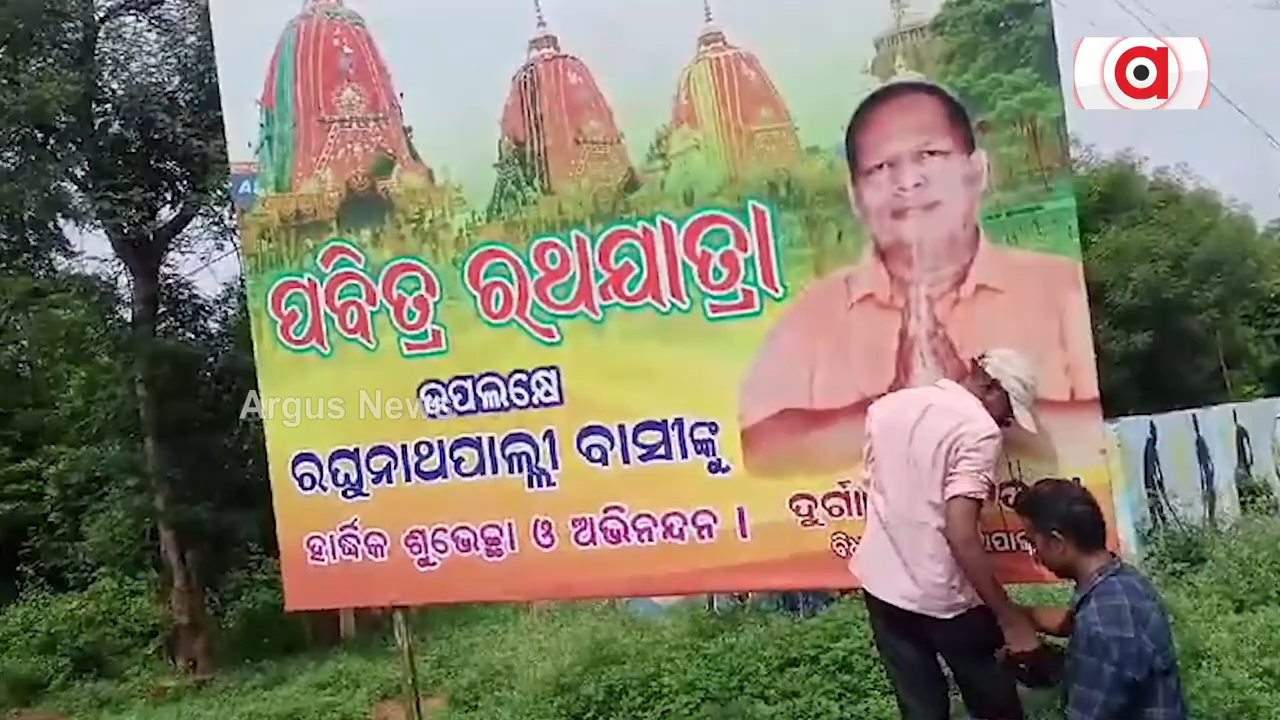 ପବିତ୍ର ରଥଯାତ୍ରା
ଉପଲକ୍ଷେ
ରଘୁନାଥପାଲ୍ଲୀ ବାସୀଙ୍କୁ
ହାର୍ଦ୍ଧିକ ଶୁଭେଚ୍ଛା ଓ ଅଭିନନ୍ଦନ ।
Argus News